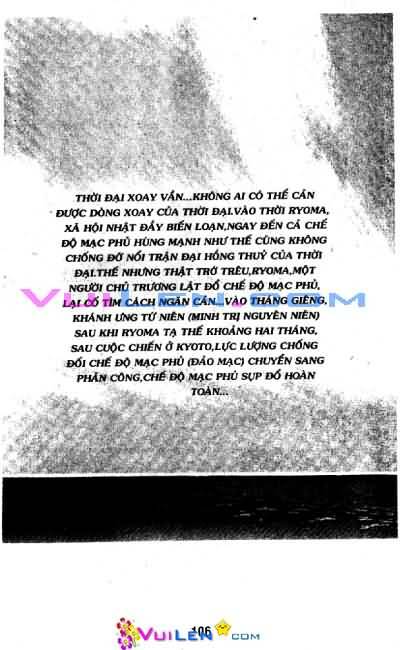 THỜI ĐẠI XOAY VẦN...KHÔNG AI CÓ THỂ CẢN
ĐƯỢC DÒNG XOAY CỦA THỜI ĐẠI.VÀO THỜI RYOMA,
XÃ HỘI NHẬT ĐẦY BIẾN LOẠN,NGAY ĐẾN CẢ CHẾ
ĐỘ MẠC PHỦ HÙNG MẠNH NHƯ THẾ CŨNG KHÔNG
CHỐNG ĐỠ NỔI TRẬN ĐẠI HỒNG THUỶ CỦA THỜI
ĐẠI.THẾ NHƯNG THẬT TRỚ TRÊU,RYOMA,MỘT
NGƯỜI CHỦ TRƯƠNG LẬT ĐỔ CHẾ ĐỘ MẠC PHỦ,
LẠI CỐ TÌM CÁCH NGĂN CẢN...VÀO THÁNG GIÊNG,
KHÁNH ƯNG TỨ NIÊN (MINH TRỊ NGUYÊN NIÊN)
SAU KHI RYOMA TẠ THẾ KHOẢNG HAI THÁNG,
SAU CUỘC CHIẾN Ở KYOTO,LỰC LƯỢNG CHỐNG
ĐỐI CHẾ ĐỘ MẠC PHỦ (ĐẢO MẠC) CHUYỂN SANG
PHẢN CÔNG,CHẾ ĐỘ MẠC PHỦ SỤP ĐỔ HOÀN
TOÀN...
VUILEN.COM
106
VUILEN.COM